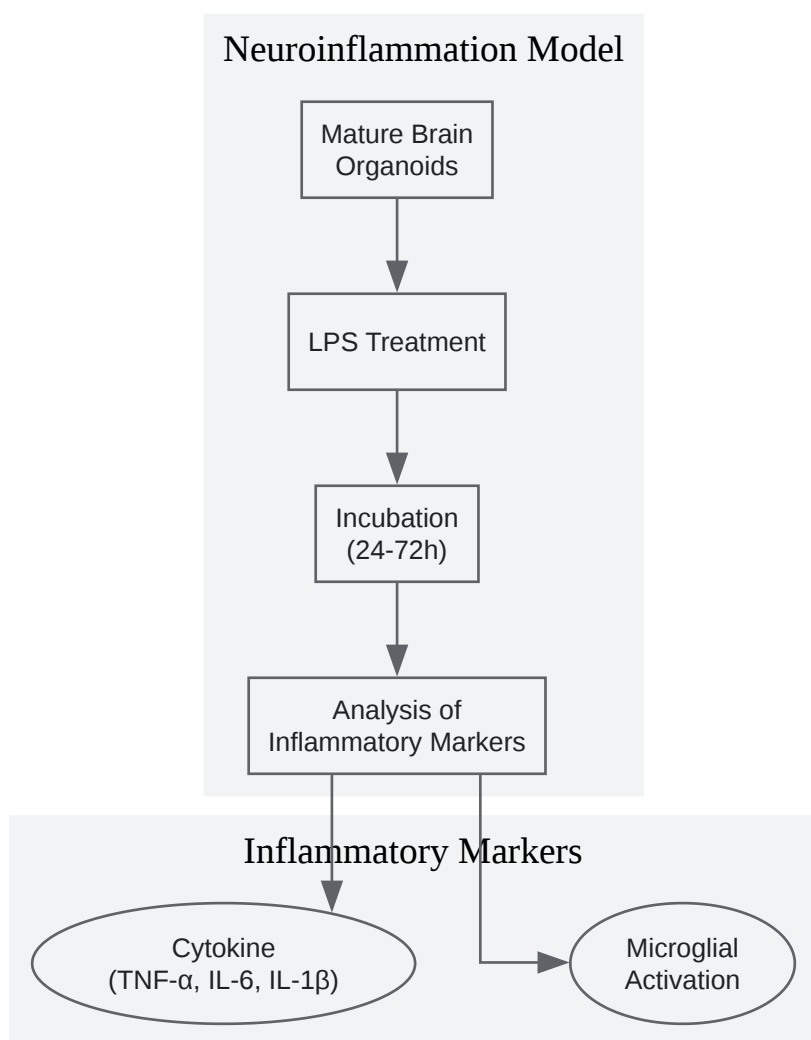 Neuroinflammation Model
Mature Brain
Organoids
LPS Treatment
Incubation
(24-72h)
Analysis of
Inflammatory Markers
Inflammatory Markers
Cytokine
(TNF-α, IL-6, IL-1β)
Microglial
Activation